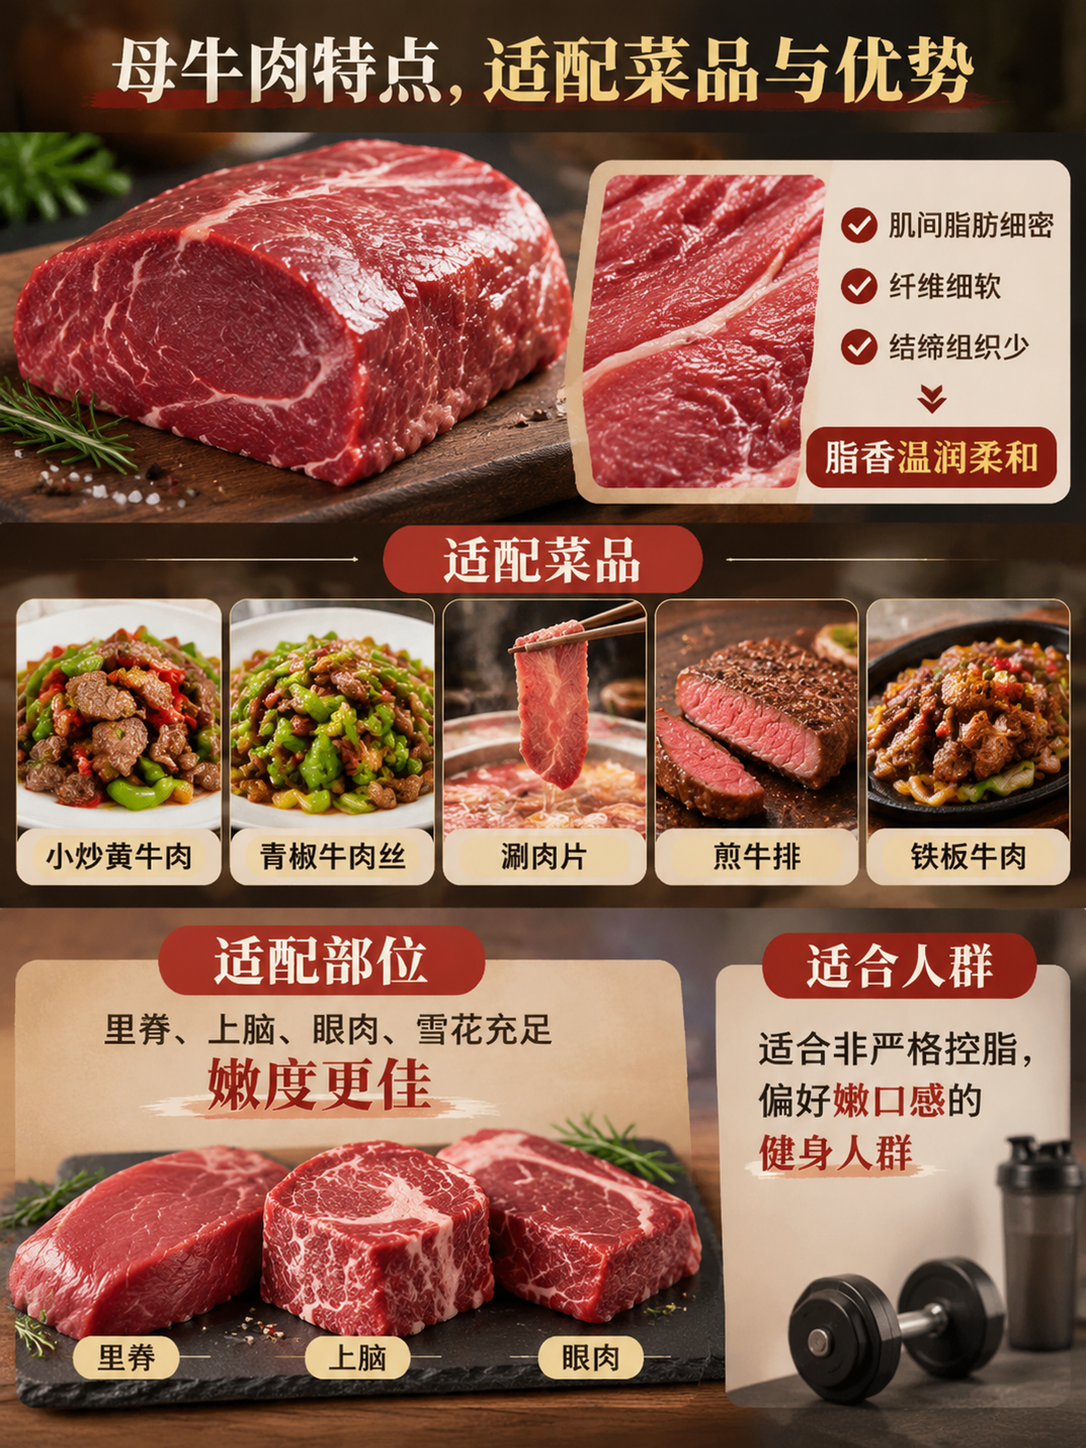 母牛肉特点,适配菜品与优势
肌间脂肪细密
纤维细软
结缔组织少
脂香温润柔和
适配菜品
小炒黄牛肉
青椒牛肉丝
涮肉片
煎牛排
铁板牛肉
适配部位
里脊、上脑、眼肉、雪花充足
嫩度更佳
里脊
上脑
眼肉
适合人群
适合非严格控脂,
偏好嫩口感的
健身人群